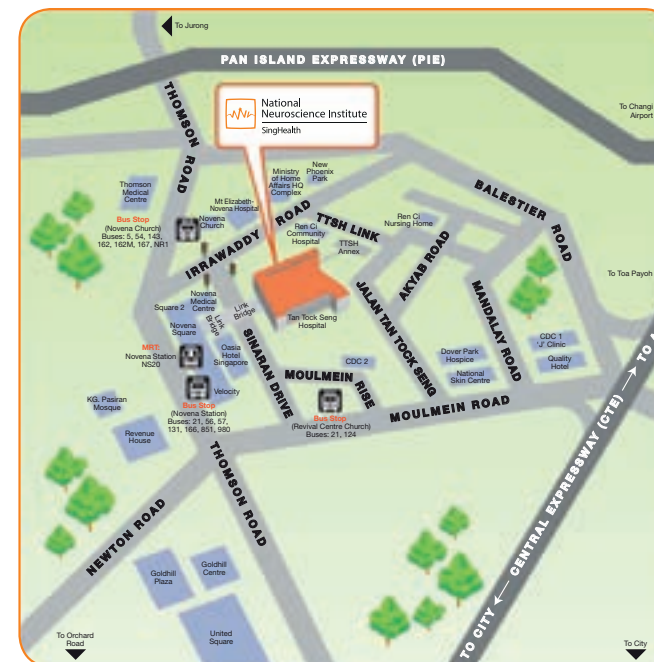 To Jurong
PAN ISLAND EXPRESSWAY (PIE)
To Changi
Airport
THOMSON ROAD
National
Neuroscience Institute
SingHealth
New
Phoenix
Park
Ministry
of Home
Affairs HQ
Complex
Thomson
Medical
Centre
Mt Elizabeth-
Novena Hospital
BALESTIER ROAD
Bus Stop
(Novena Church)
Buses: 5, 54, 143,
162, 162M, 167, NR1
Novena
Church
IRRAWADDY ROAD
TTSH LINK
Ren Ci
Community
Hospital
TTSH
Annex
Ren Ci
Nursing Home
AKYAB ROAD
To Toa Payoh
Novena
Medical
Centre
Square 2
Link
Bridge
Link
Bridge
Novena
Square
Tan Tock Seng
Hospital
JALAN TAN TOCK SENG
MANDALAY ROAD
MRT:
Novena Station
NS20
Oasia
Hotel
Singapore
SINARAN DRIVE
CDC 2
Dover Park
Hospice
National
Skin Centre
CDC 1
'J' Clinic
Quality
Hotel
MOULMEIN RISE
Velocity
Bus Stop
(Novena Station)
Buses: 21, 56, 57,
131, 166, 851, 980
Bus Stop
(Revival Centre Church)
Buses: 21, 124
MOULMEIN ROAD
KG. Pasiran
Mosque
Revenue
House
THOMSON ROAD
NEWTON ROAD
Goldhill
Plaza
Goldhill
Centre
United
Square
TO CITY ← CENTRAL EXPRESSWAY (CTE) → TO A
To Orchard
Road
To City